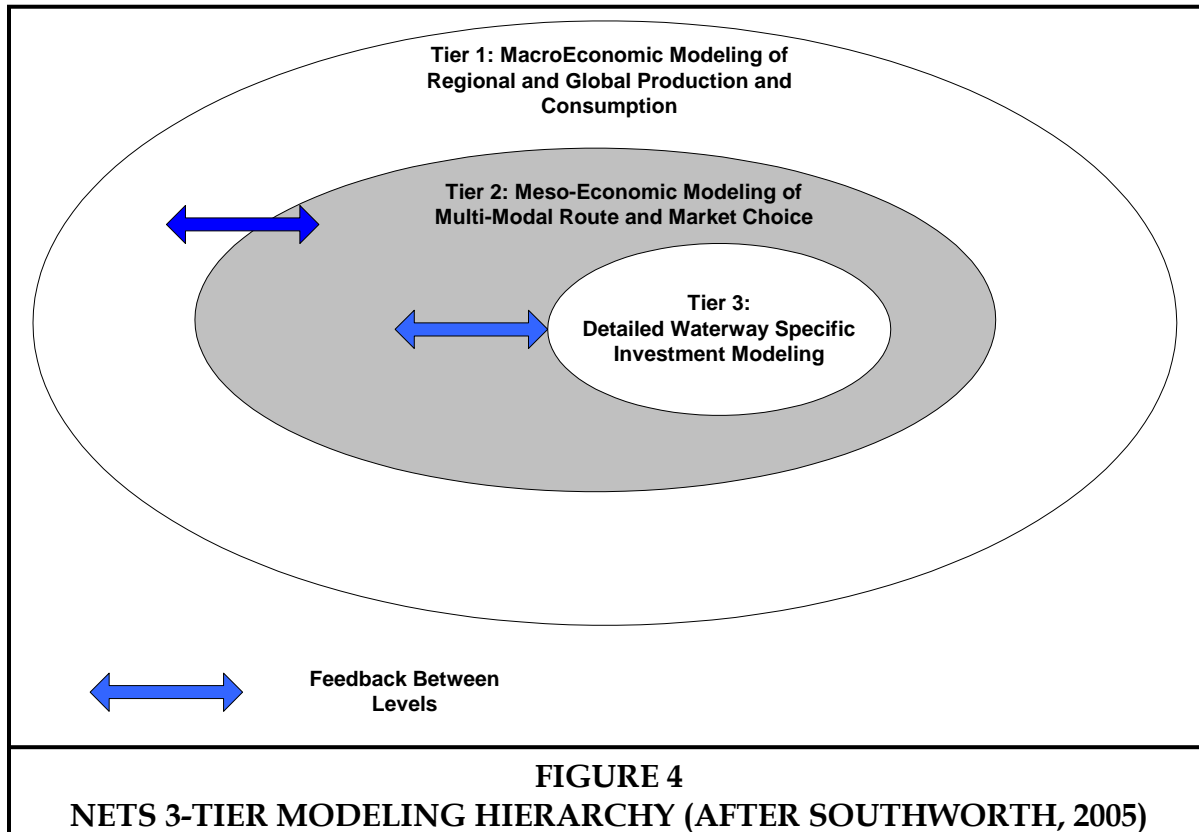 Tier 1: MacroEconomic Modeling of
Regional and Global Production and
Consumption
Tier 2: Meso-Economic Modeling of
Multi-Modal Route and Market Choice
Tier 3:
Detailed Waterway Specific
Investment Modeling
Feedback Between
Levels
FIGURE 4
NETS 3-TIER MODELING HIERARCHY (AFTER SOUTHWORTH, 2005)